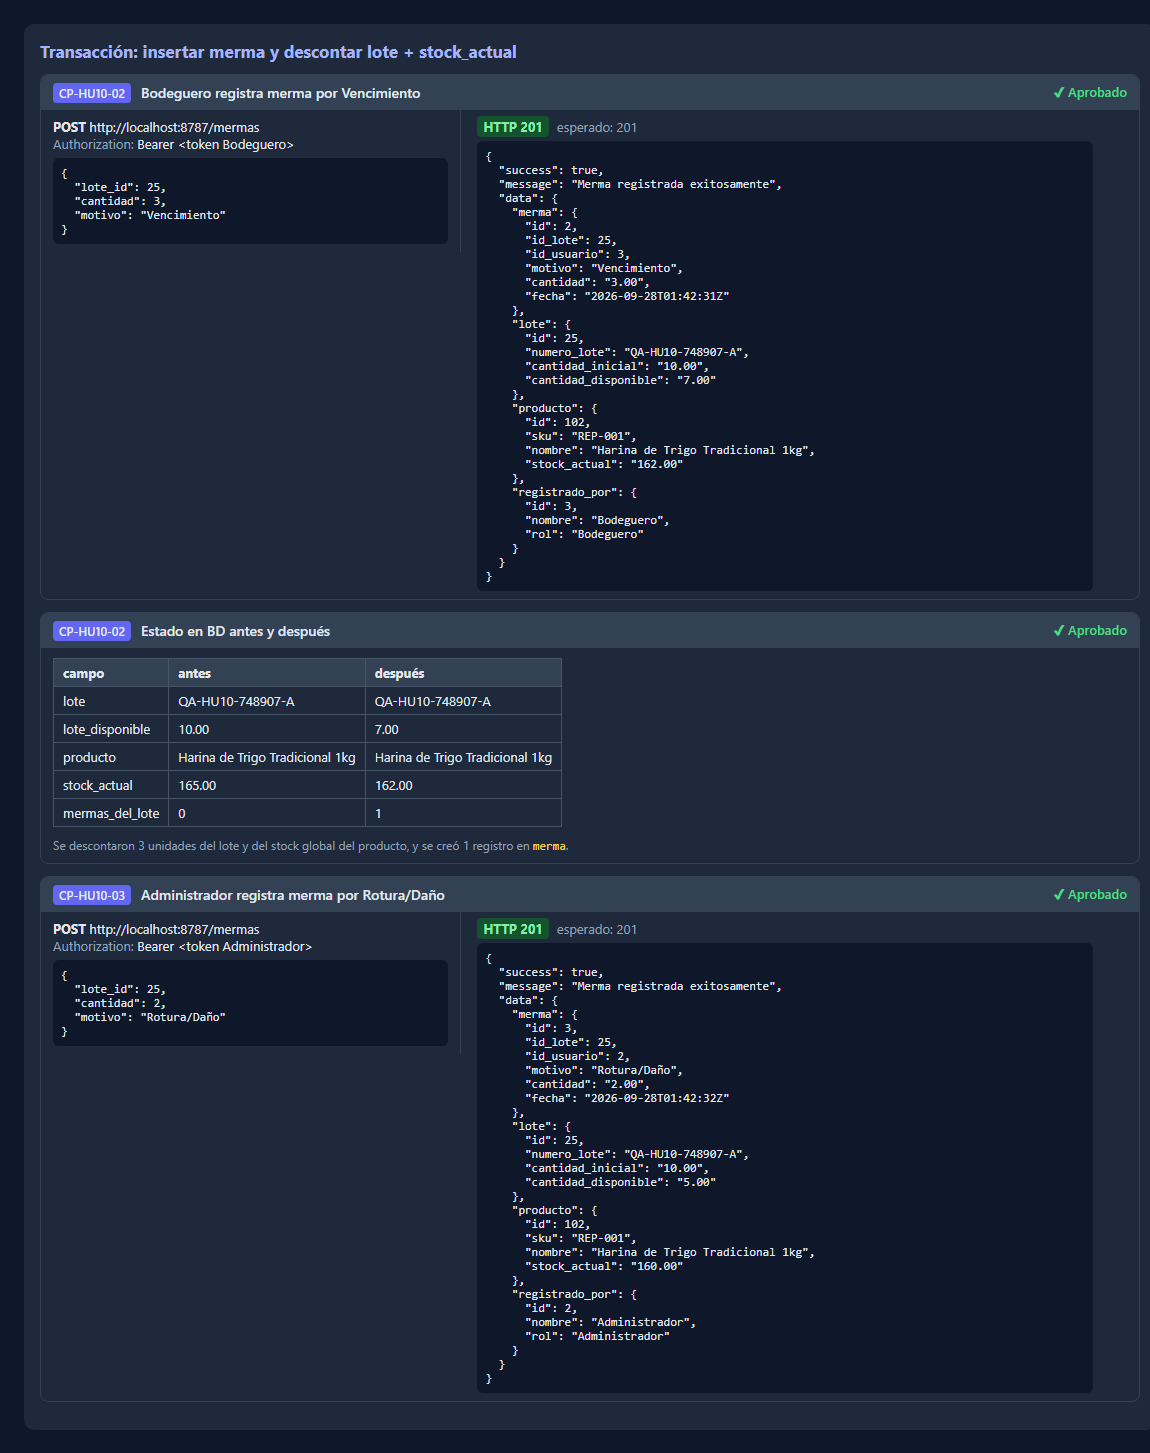 Transacción: insertar merma y descontar lote + stock_actual
CP-HU10-02 Bodeguero registra merma por Vencimiento ✔ Aprobado
POST http://localhost:8787/mermas
Authorization: Bearer <token Bodeguero>
{
  "lote_id": 25,
  "cantidad": 3,
  "motivo": "Vencimiento"
}
HTTP 201 esperado: 201
{
  "success": true,
  "message": "Merma registrada exitosamente",
  "data": {
    "merma": {
      "id": 2,
      "id_lote": 25,
      "id_usuario": 3,
      "motivo": "Vencimiento",
      "cantidad": "3.00",
      "fecha": "2026-09-28T01:42:31Z"
    },
    "lote": {
      "id": 25,
      "numero_lote": "QA-HU10-748907-A",
      "cantidad_inicial": "10.00",
      "cantidad_disponible": "7.00"
    },
    "producto": {
      "id": 102,
      "sku": "REP-001",
      "nombre": "Harina de Trigo Tradicional 1kg",
      "stock_actual": "162.00"
    },
    "registrado_por": {
      "id": 3,
      "nombre": "Bodeguero",
      "rol": "Bodeguero"
    }
  }
}
CP-HU10-02 Estado en BD antes y después ✔ Aprobado
campo antes después
lote QA-HU10-748907-A QA-HU10-748907-A
lote_disponible 10.00 7.00
producto Harina de Trigo Tradicional 1kg Harina de Trigo Tradicional 1kg
stock_actual 165.00 162.00
mermas_del_lote 0 1
Se descontaron 3 unidades del lote y del stock global del producto, y se creó 1 registro en merma.
CP-HU10-03 Administrador registra merma por Rotura/Daño ✔ Aprobado
POST http://localhost:8787/mermas
Authorization: Bearer <token Administrador>
{
  "lote_id": 25,
  "cantidad": 2,
  "motivo": "Rotura/Daño"
}
HTTP 201 esperado: 201
{
  "success": true,
  "message": "Merma registrada exitosamente",
  "data": {
    "merma": {
      "id": 3,
      "id_lote": 25,
      "id_usuario": 2,
      "motivo": "Rotura/Daño",
      "cantidad": "2.00",
      "fecha": "2026-09-28T01:42:32Z"
    },
    "lote": {
      "id": 25,
      "numero_lote": "QA-HU10-748907-A",
      "cantidad_inicial": "10.00",
      "cantidad_disponible": "5.00"
    },
    "producto": {
      "id": 102,
      "sku": "REP-001",
      "nombre": "Harina de Trigo Tradicional 1kg",
      "stock_actual": "160.00"
    },
    "registrado_por": {
      "id": 2,
      "nombre": "Administrador",
      "rol": "Administrador"
    }
  }
}